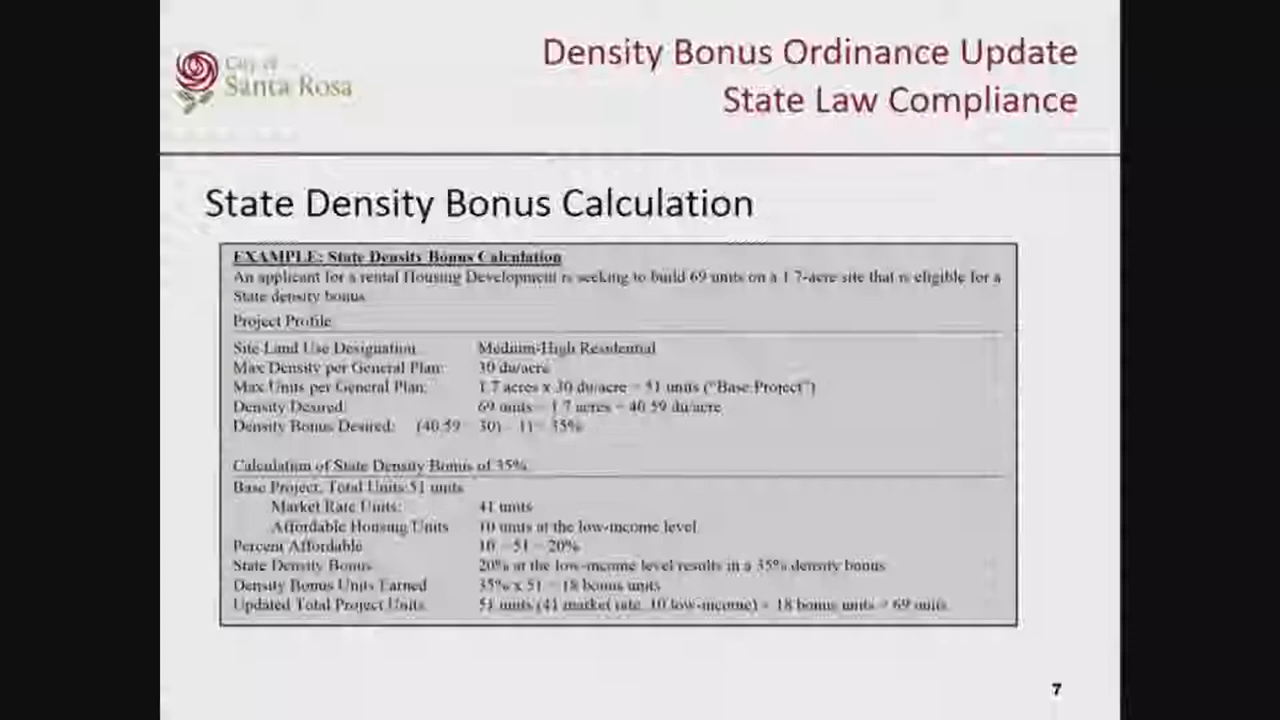 City of
Santa Rosa
Density Bonus Ordinance Update
State Law Compliance
State Density Bonus Calculation
EXAMPLE: State Density Bonus Calculation
An applicant for a rental Housing Development is seeking to build 69 units on a 1.7-acre site that is eligible for a
State density bonus
Project Profile
Site Land Use Designation Medium-High Residential
Max Density per General Plan: 30 du/acre
Max Units per General Plan: 1.7 acres x 30 du/acre = 51 units ("Base Project")
Density Desired: 69 units 1.7 acres = 40.59 du/acre
Density Bonus Desired: (40.59 30) 35%
Calculation of State Density Bonus of 35%
Base Project, Total Units: 51 units
Market Rate Units: 41 units
Affordable Housing Units 10 units at the low-income level
Percent Affordable 10 51 = 20%
State Density Bonus 20% at the low-income level results in a 35% density bonus
Density Bonus Units Earned 35% x 51 = 18 bonus units
Updated Total Project Units 51 units (41 market rate, 10 low-income) + 18 bonus units = 69 units
7